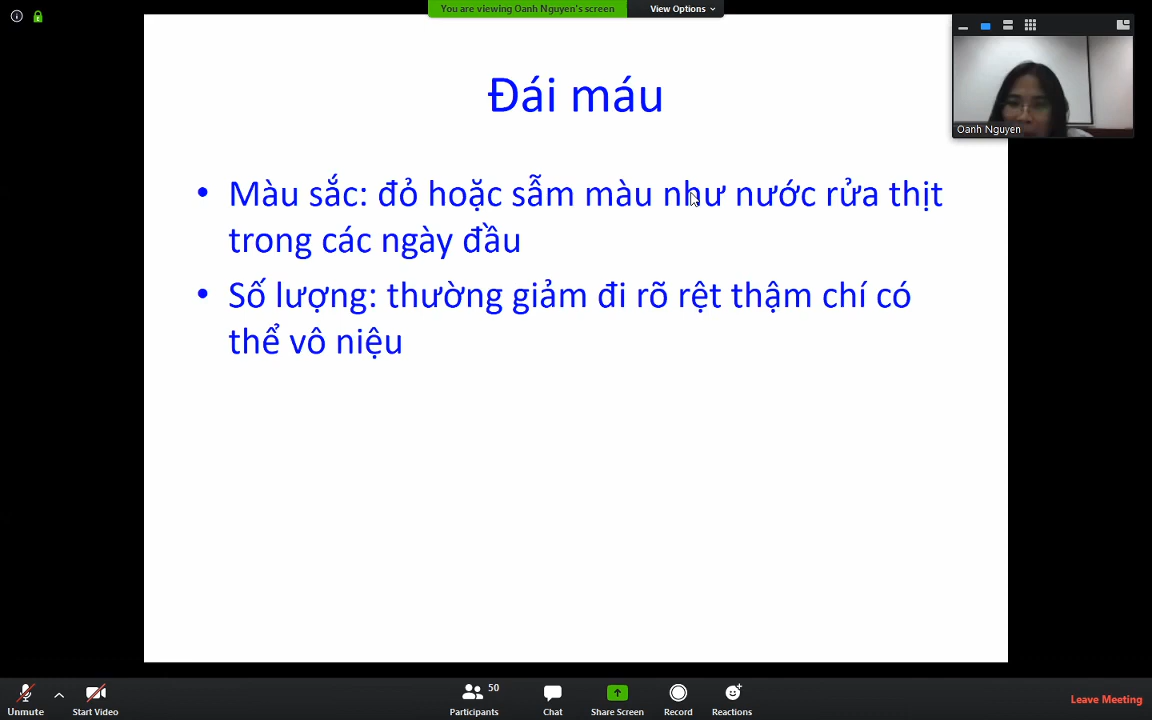 You are viewing Oanh Nguyen's screen
View Options
Oanh Nguyen
Đái máu
• Màu sắc: đỏ hoặc sẫm màu như nước rửa thịt
trong các ngày đầu
• Số lượng: thường giảm đi rõ rệt thậm chí có
thể vô niệu
Unmute
Start Video
50
Participants
Chat
Share Screen
Record
Reactions
Leave Meeting